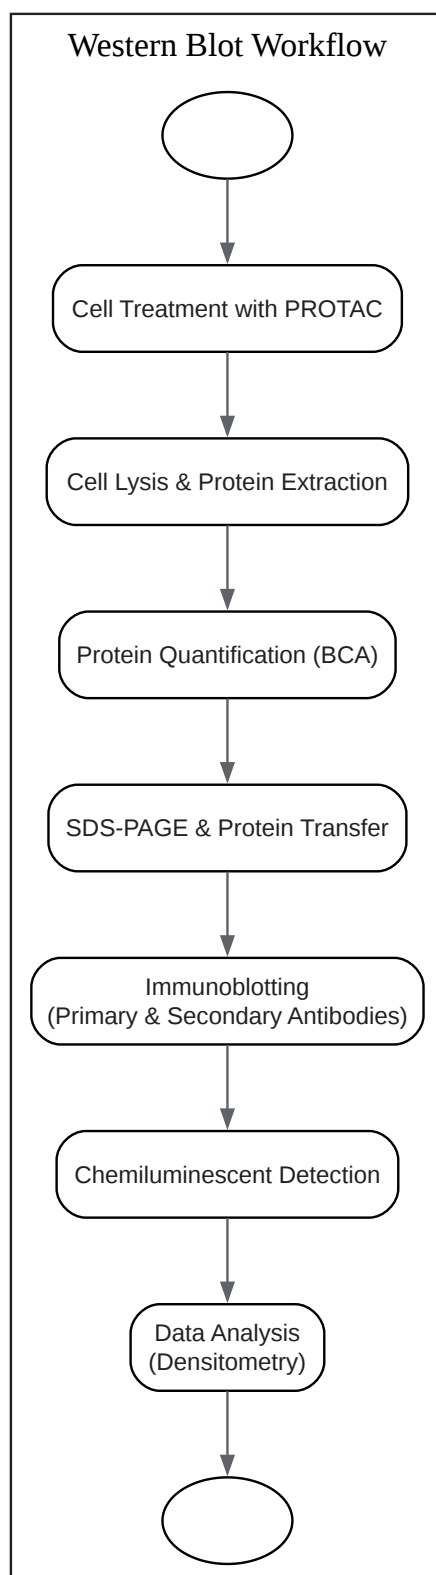 Western Blot Workflow
Cell Treatment with PROTAC
Cell Lysis & Protein Extraction
Protein Quantification (BCA)
SDS-PAGE & Protein Transfer
Immunoblotting
(Primary & Secondary Antibodies)
Chemiluminescent Detection
Data Analysis
(Densitometry)